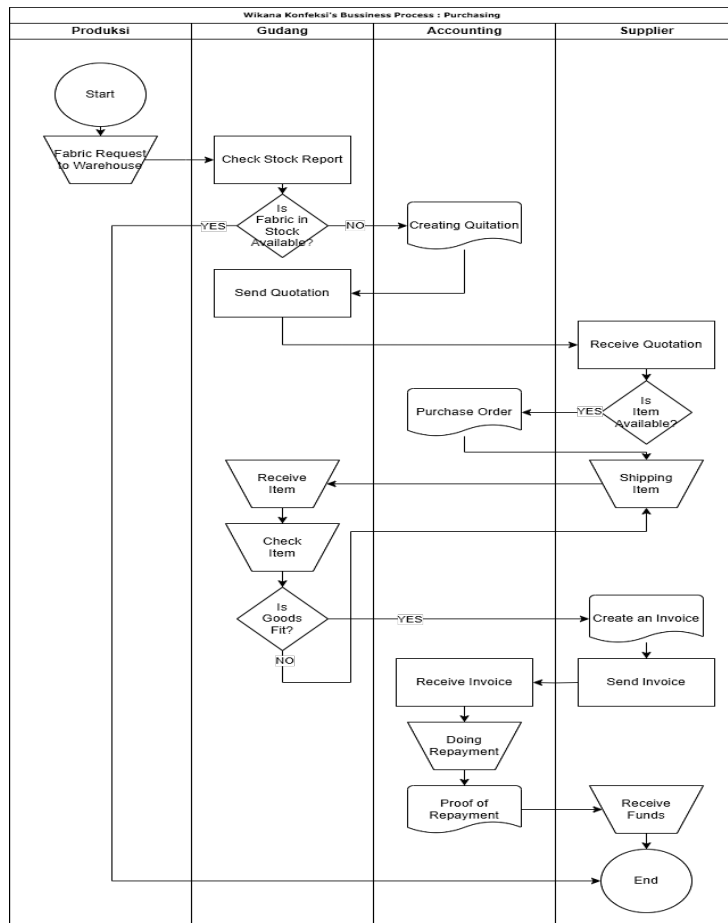 Wikana Konfeksi's Bussiness Process : Purchasing
Produksi
Gudang
Accounting
Supplier
Start
Fabric Request
to Warehouse
Check Stock Report
Is
Fabric in
Stock
Available?
YES
NO
Creating Quitation
Send Quotation
Receive Quotation
Is
Item
Available?
YES
Purchase Order
Receive
Item
Shipping
Item
Check
Item
Is
Goods
Fit?
YES
NO
Create an Invoice
Receive Invoice
Send Invoice
Doing
Repayment
Proof of
Repayment
Receive
Funds
End